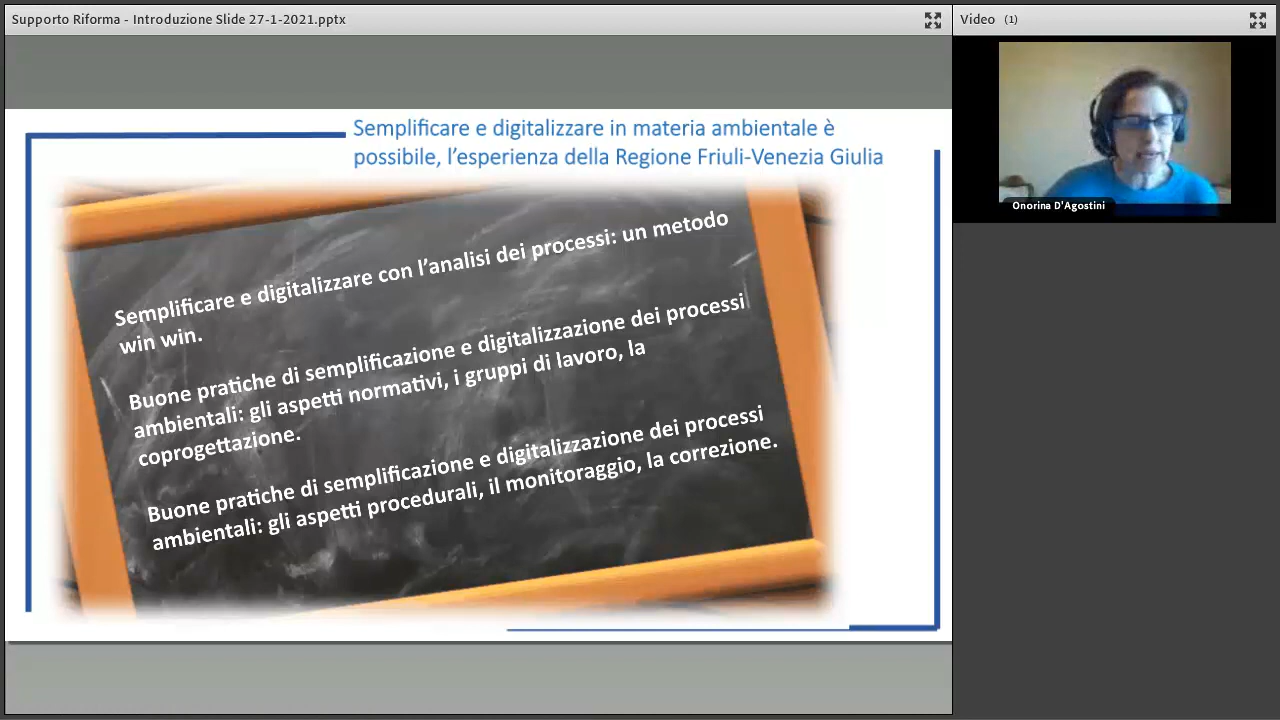 Supporto Riforma - Introduzione Slide 27-1-2021.pptx
Video (1)
Semplificare e digitalizzare in materia ambientale è
possibile, l'esperienza della Regione Friuli-Venezia Giulia
Semplificare e digitalizzare con l'analisi dei processi: un metodo
win win.
Buone pratiche di semplificazione e digitalizzazione dei processi
ambientali: gli aspetti normativi, i gruppi di lavoro, la
coprogettazione.
Buone pratiche di semplificazione e digitalizzazione dei processi
ambientali: gli aspetti procedurali, il monitoraggio, la correzione.
Onorina D'Agostini